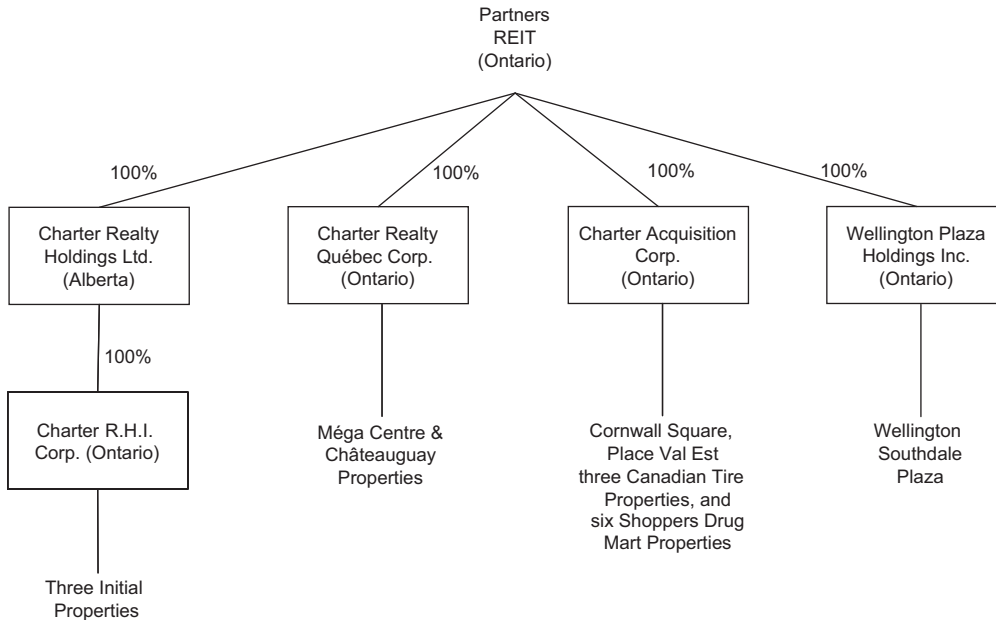 Partners
REIT
(Ontario)
100%
100%
100%
100%
Charter Realty
Holdings Ltd.
(Alberta)
Charter Realty
Québec Corp.
(Ontario)
Charter Acquisition
Corp.
(Ontario)
Wellington Plaza
Holdings Inc.
(Ontario)
100%
Charter R.H.I.
Corp. (Ontario)
Méga Centre &
Châteauguay
Properties
Cornwall Square,
Place Val Est
three Canadian Tire
Properties, and
six Shoppers Drug
Mart Properties
Wellington
Southdale
Plaza
Three Initial
Properties